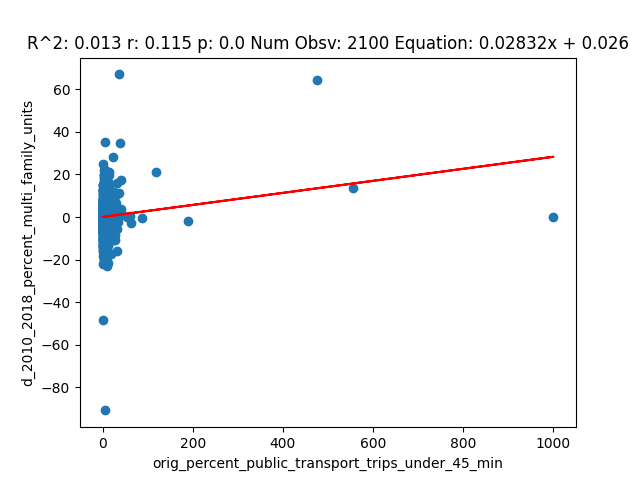 R^2: 0.013 r: 0.115 p: 0.0 Num Obsv: 2100 Equation: 0.02832x + 0.026
60
40
20
0
−20
−40
−60
−80
d_2010_2018_percent_multi_family_units
0 200 400 600 800 1000
orig_percent_public_transport_trips_under_45_min